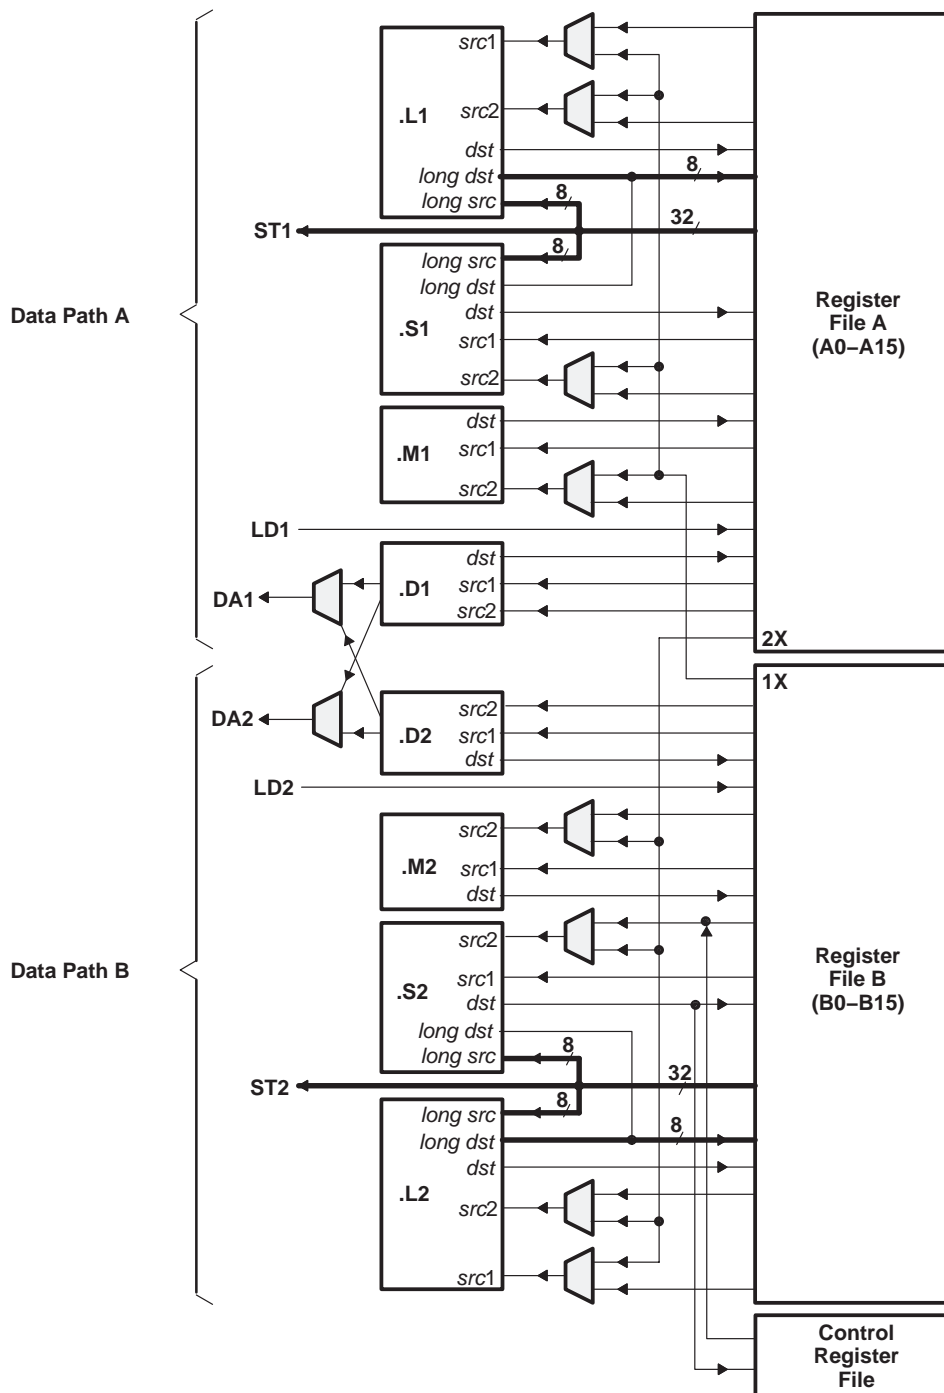 src1
.L1
src2
dst
long dst
8
8
long src
ST1
32
8
long src
long dst
dst
.S1
src1
src2
Data Path A
Register
File A
(A0–A15)
dst
.M1
src1
src2
LD1
dst
.D1
src1
src2
DA1
2X
1X
DA2
src2
.D2
src1
dst
LD2
src2
.M2
src1
dst
src2
.S2
src1
dst
long dst
8
long src
Data Path B
Register
File B
(B0–B15)
ST2
32
8
long src
8
long dst
dst
.L2
src2
src1
Control
Register
File